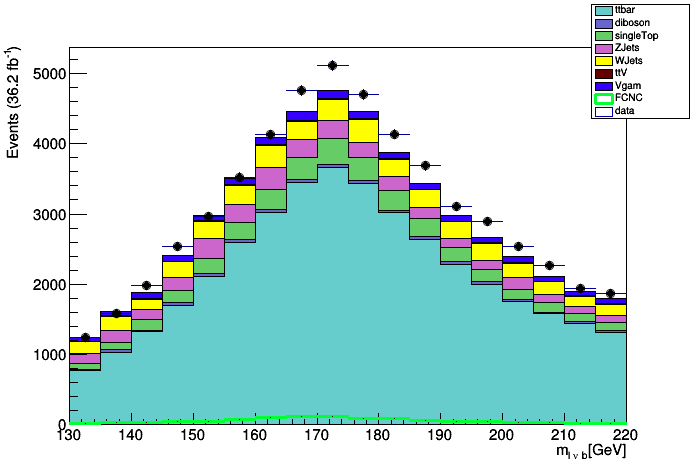 ttbar
diboson
singleTop
ZJets
WJets
ttV
Vgam
FCNC
data
Events (36.2 fb⁻¹)
5000
4000
3000
2000
1000
0
130 140 150 160 170 180 190 200 210 220
m_{l ν b}[GeV]